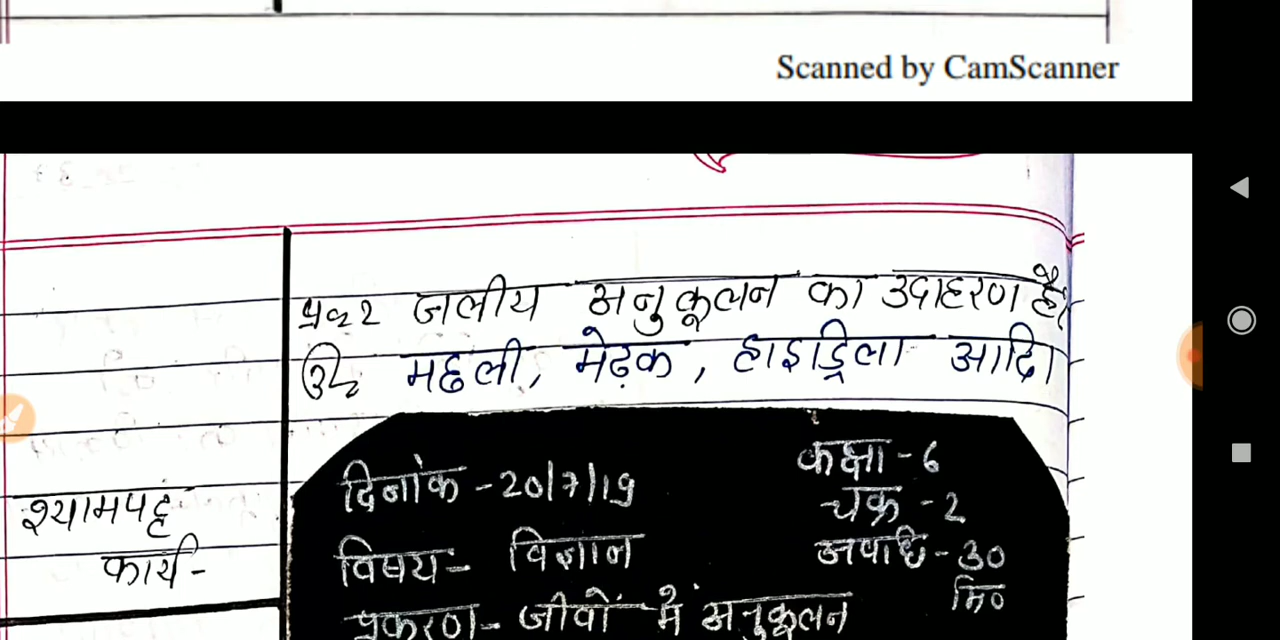 Scanned by CamScanner
प्र०2 जलीय अनुकूलन का उदाहरण है,
उ० मछली, मेढ़क, हाइड्रिला आदि।
श्यामपट्ट
कार्य-
दिनांक - 20/7/19
कक्षा - 6
चक्र - 2
विषय - विज्ञान
अवधि - 30
मि०
प्रकरण - जीवों में अनुकूलन